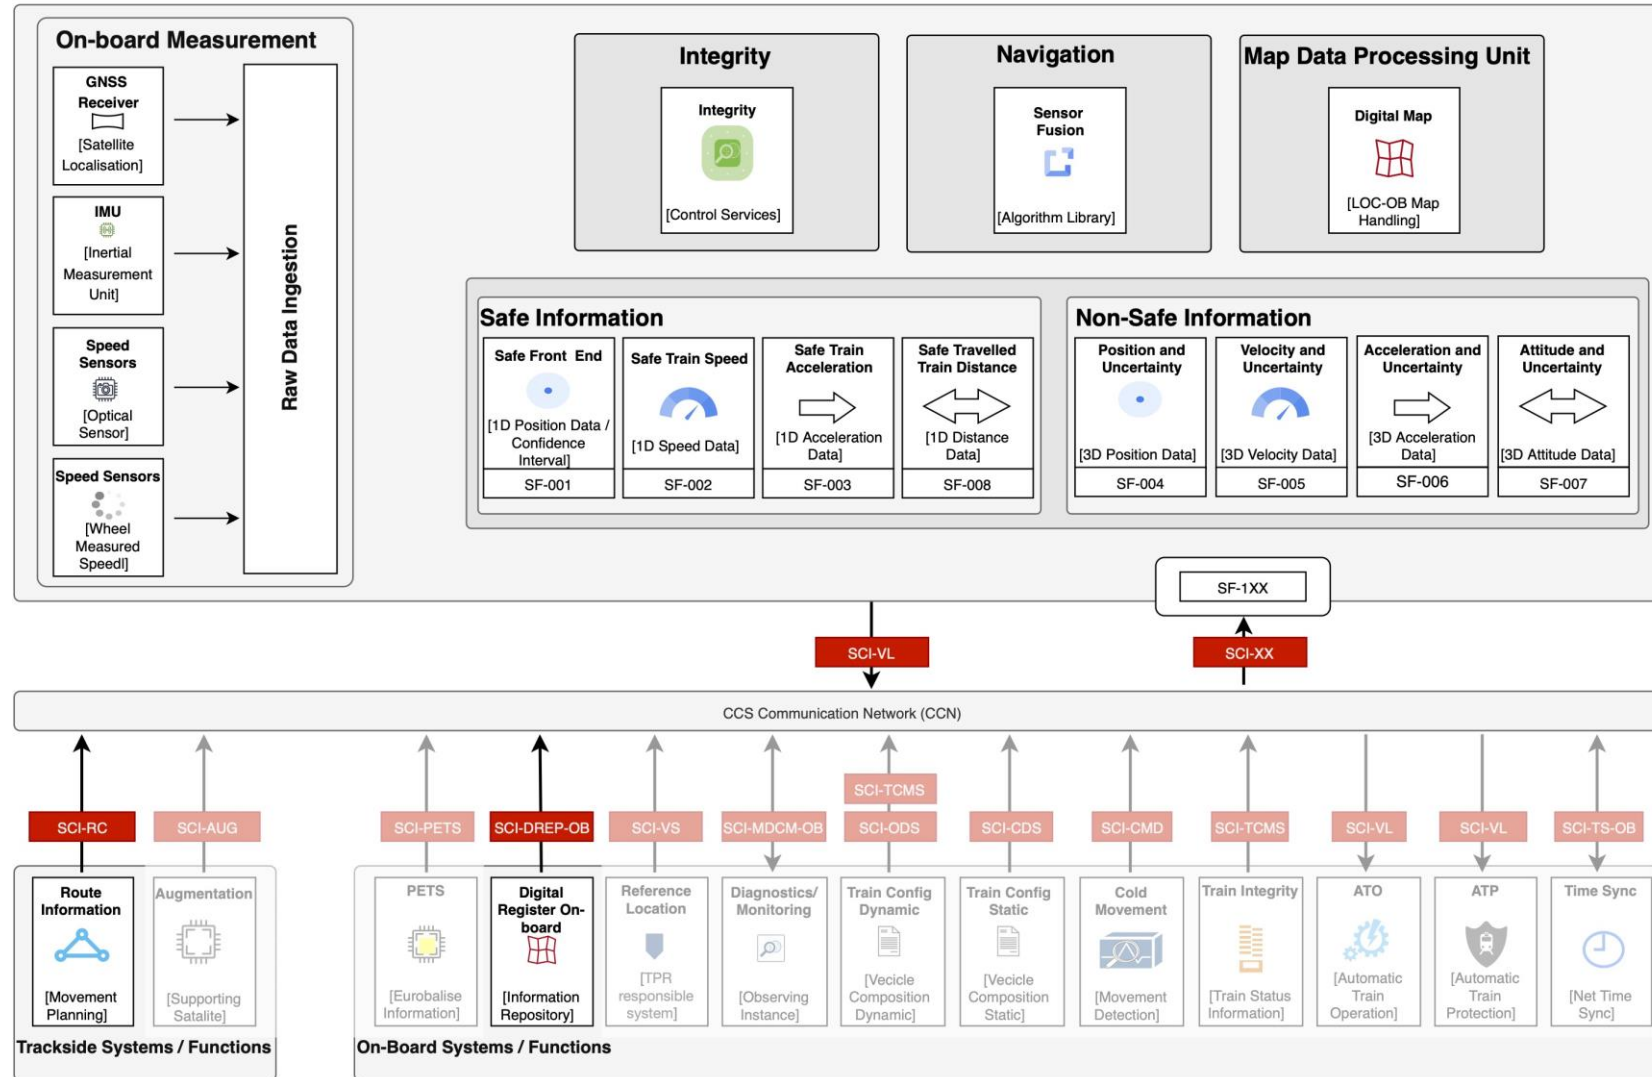 On-board Measurement
GNSS
Receiver
[Satellite
Localisation]
IMU
[Inertial
Measurement
Unit]
Speed
Sensors
[Optical
Sensor]
Speed Sensors
[Wheel
Measured
Speedl]
Raw Data Ingestion
Integrity
Integrity
[Control Services]
Navigation
Sensor
Fusion
[Algorithm Library]
Map Data Processing Unit
Digital Map
[LOC-OB Map
Handling]
Safe Information
Safe Front End
[1D Position Data /
Confidence
Interval]
SF-001
Safe Train Speed
[1D Speed Data]
SF-002
Safe Train
Acceleration
[1D Acceleration
Data]
SF-003
Safe Travelled
Train Distance
[1D Distance
Data]
SF-008
Non-Safe Information
Position and
Uncertainty
[3D Position Data]
SF-004
Velocity and
Uncertainty
[3D Velocity Data]
SF-005
Acceleration and
Uncertainty
[3D Acceleration
Data]
SF-006
Attitude and
Uncertainty
[3D Attitude Data]
SF-007
SF-1XX
SCI-VL
SCI-XX
CCS Communication Network (CCN)
SCI-RC
SCI-AUG
SCI-PETS
SCI-DREP-OB
SCI-VS
SCI-MDCM-OB
SCI-TCMS
SCI-ODS
SCI-CDS
SCI-CMD
SCI-TCMS
SCI-VL
SCI-VL
SCI-TS-OB
Route
Information
[Movement
Planning]
Augmentation
[Supporting
Satalite]
Trackside Systems / Functions
PETS
[Eurobalise
Information]
Digital
Register On-
board
[Information
Repository]
Reference
Location
[TPR
responsible
system]
Diagnostics/
Monitoring
[Observing
Instance]
Train Config
Dynamic
[Vecicle
Composition
Dynamic]
Train Config
Static
[Vecicle
Composition
Static]
Cold
Movement
[Movement
Detection]
Train Integrity
[Train Status
Information]
ATO
[Automatic
Train
Operation]
ATP
[Automatic
Train
Protection]
Time Sync
[Net Time
Sync]
On-Board Systems / Functions